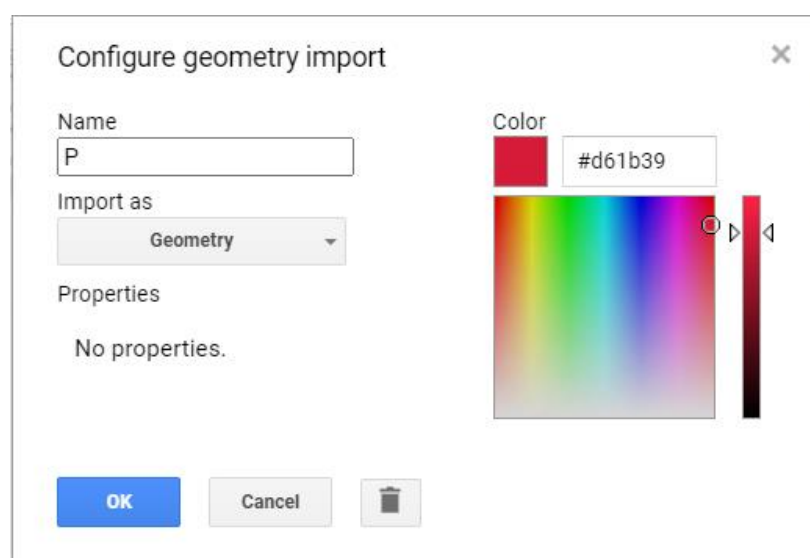 Configure geometry import
Name
P
Import as
Geometry
Properties
No properties.
Color
#d61b39
OK
Cancel